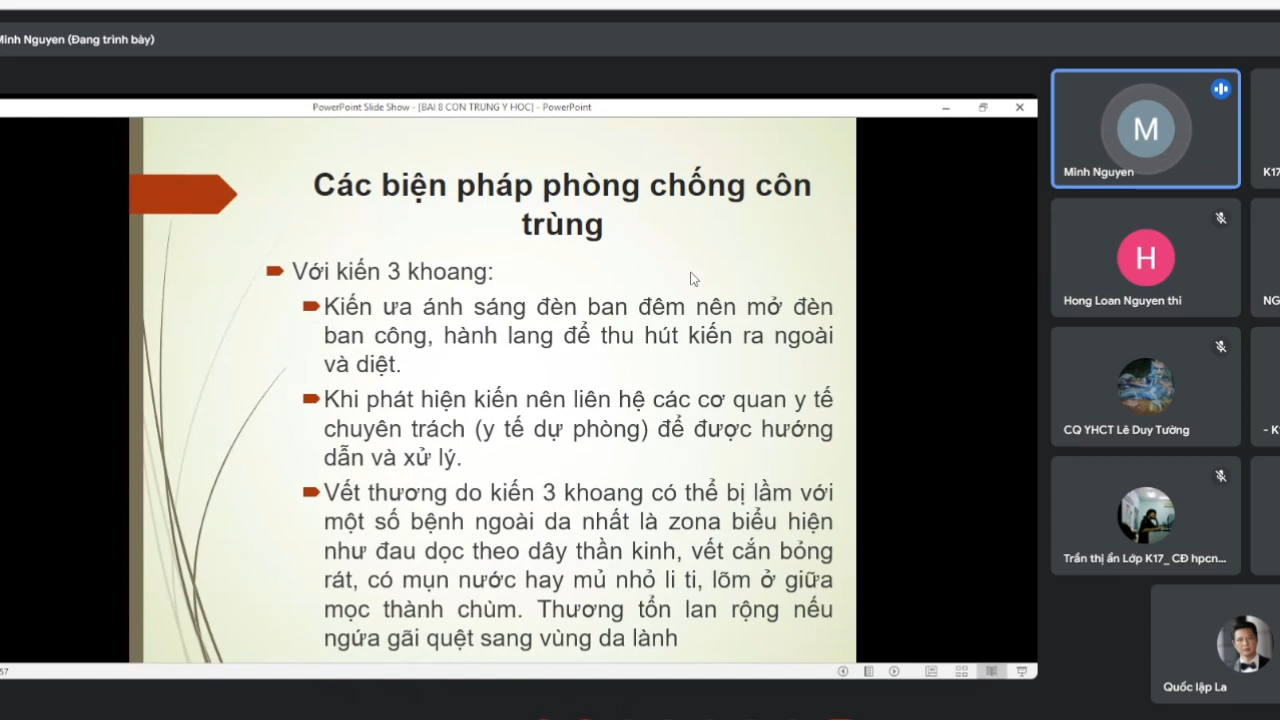 Minh Nguyen (Đang trình bày)
PowerPoint Slide Show - [BAI 8 CON TRUNG Y HOC] - PowerPoint
Các biện pháp phòng chống côn
trùng
Với kiến 3 khoang:
Kiến ưa ánh sáng đèn ban đêm nên mở đèn
ban công, hành lang để thu hút kiến ra ngoài
và diệt.
Khi phát hiện kiến nên liên hệ các cơ quan y tế
chuyên trách (y tế dự phòng) để được hướng
dẫn và xử lý.
Vết thương do kiến 3 khoang có thể bị lầm với
một số bệnh ngoài da nhất là zona biểu hiện
như đau dọc theo dây thần kinh, vết cắn bỏng
rát, có mụn nước hay mủ nhỏ li ti, lõm ở giữa
mọc thành chùm. Thương tổn lan rộng nếu
ngứa gãi quệt sang vùng da lành
57
M
Minh Nguyen
K17
H
Hong Loan Nguyen thi
NG
CQ YHCT Lê Duy Tường
- K
Trần thị ẩn Lớp K17_ CĐ hpcn...
Quốc lập La